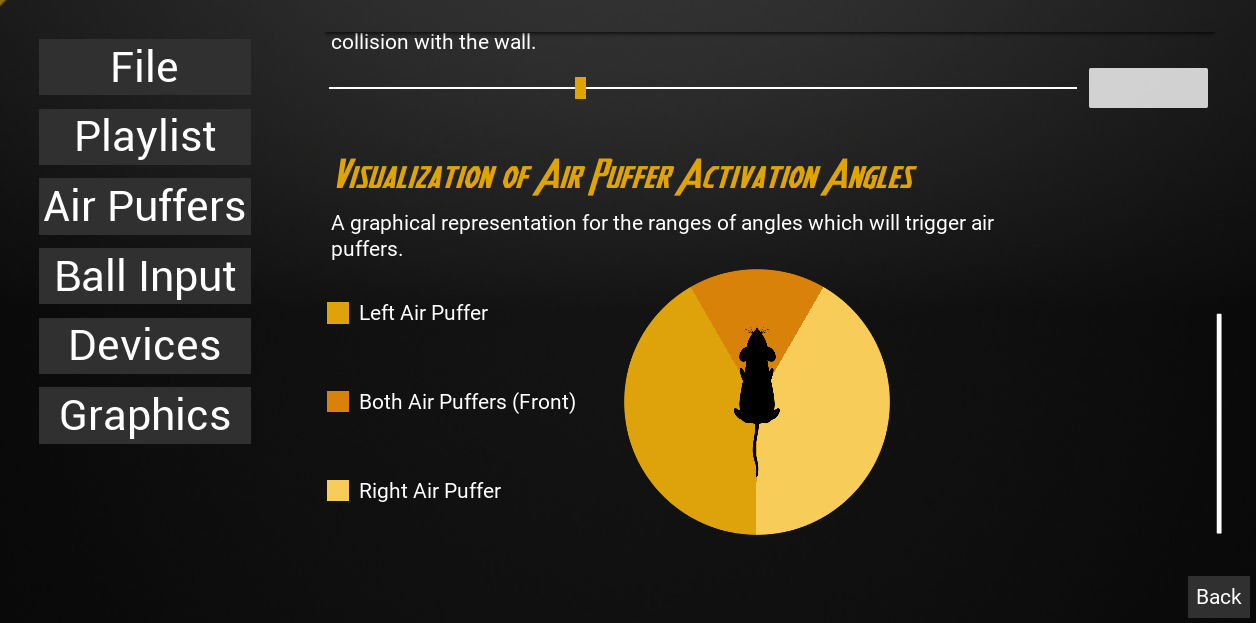 File
Playlist
Air Puffers
Ball Input
Devices
Graphics
collision with the wall.
Visualization of Air Puffer Activation Angles
A graphical representation for the ranges of angles which will trigger air
puffers.
Left Air Puffer
Both Air Puffers (Front)
Right Air Puffer
Back